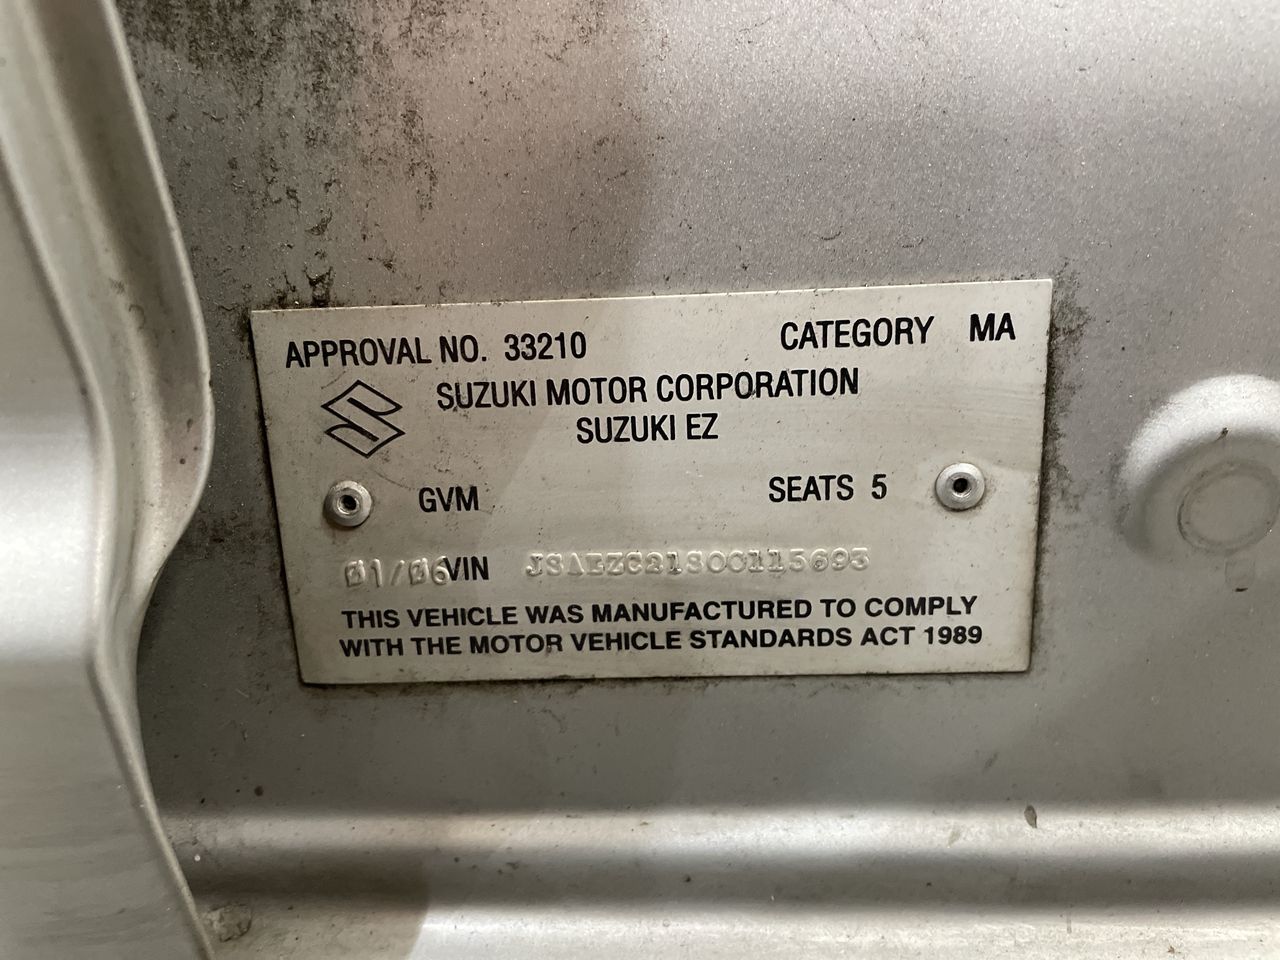 APPROVAL NO. 33210 CATEGORY MA
SUZUKI MOTOR CORPORATION
SUZUKI EZ
GVM SEATS 5
01/06 VIN JSAEZC21S00115693
THIS VEHICLE WAS MANUFACTURED TO COMPLY
WITH THE MOTOR VEHICLE STANDARDS ACT 1989